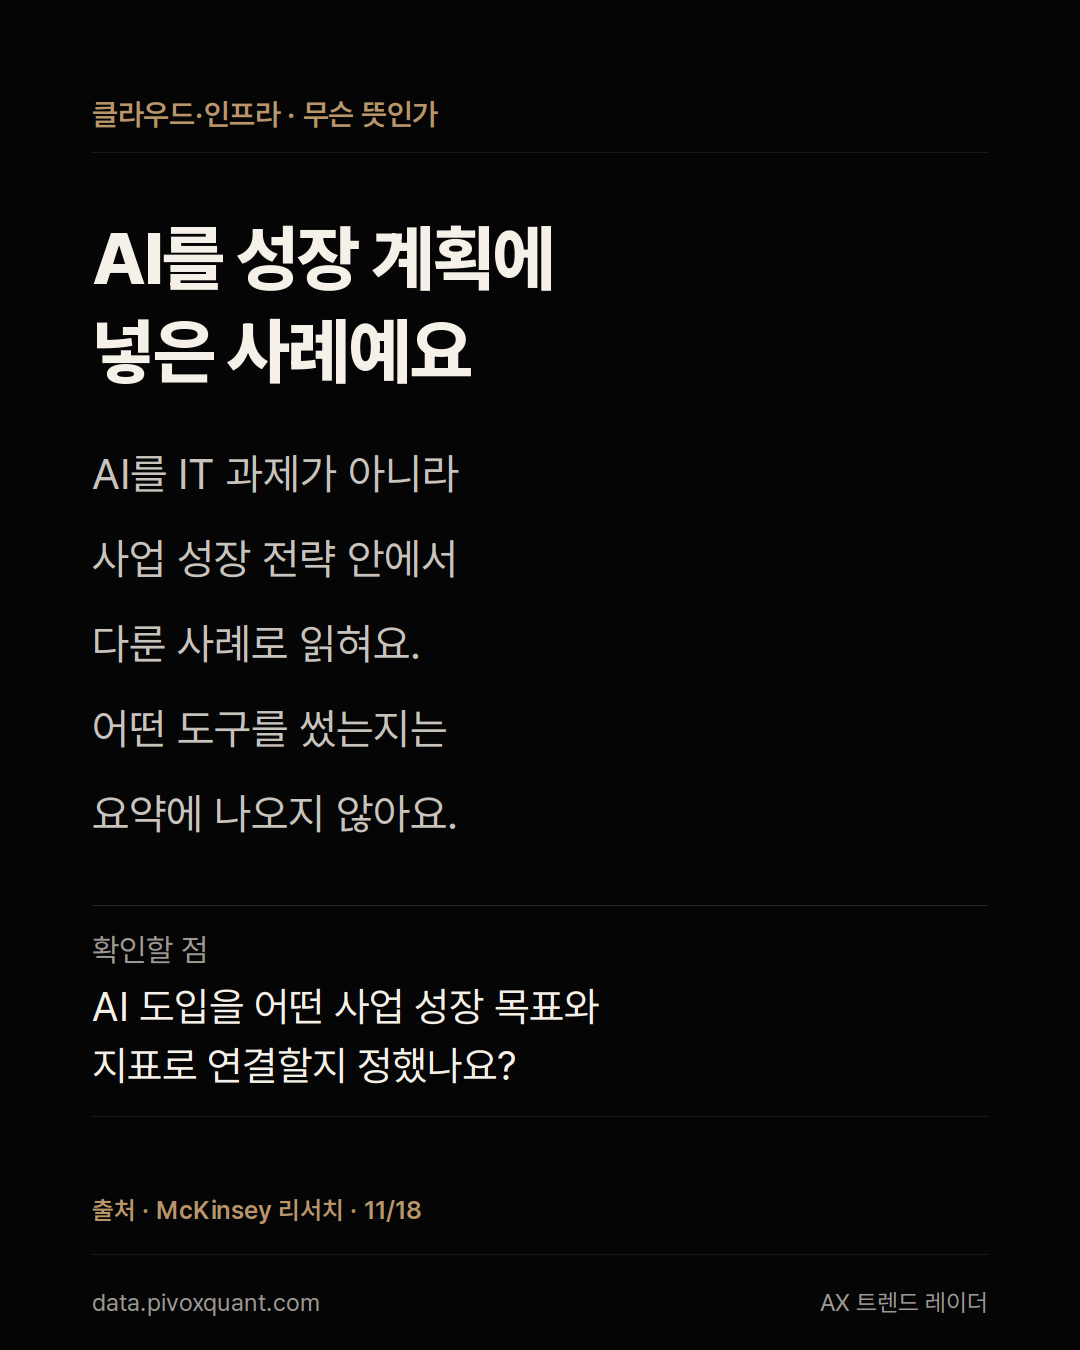 클라우드·인프라 · 무슨 뜻인가
AI를 성장 계획에
넣은 사례예요
AI를 IT 과제가 아니라
사업 성장 전략 안에서
다룬 사례로 읽혀요.
어떤 도구를 썼는지는
요약에 나오지 않아요.
확인할 점
AI 도입을 어떤 사업 성장 목표와
지표로 연결할지 정했나요?
출처 · McKinsey 리서치 · 11/18
data.pivoxquant.com
AX 트렌드 레이더